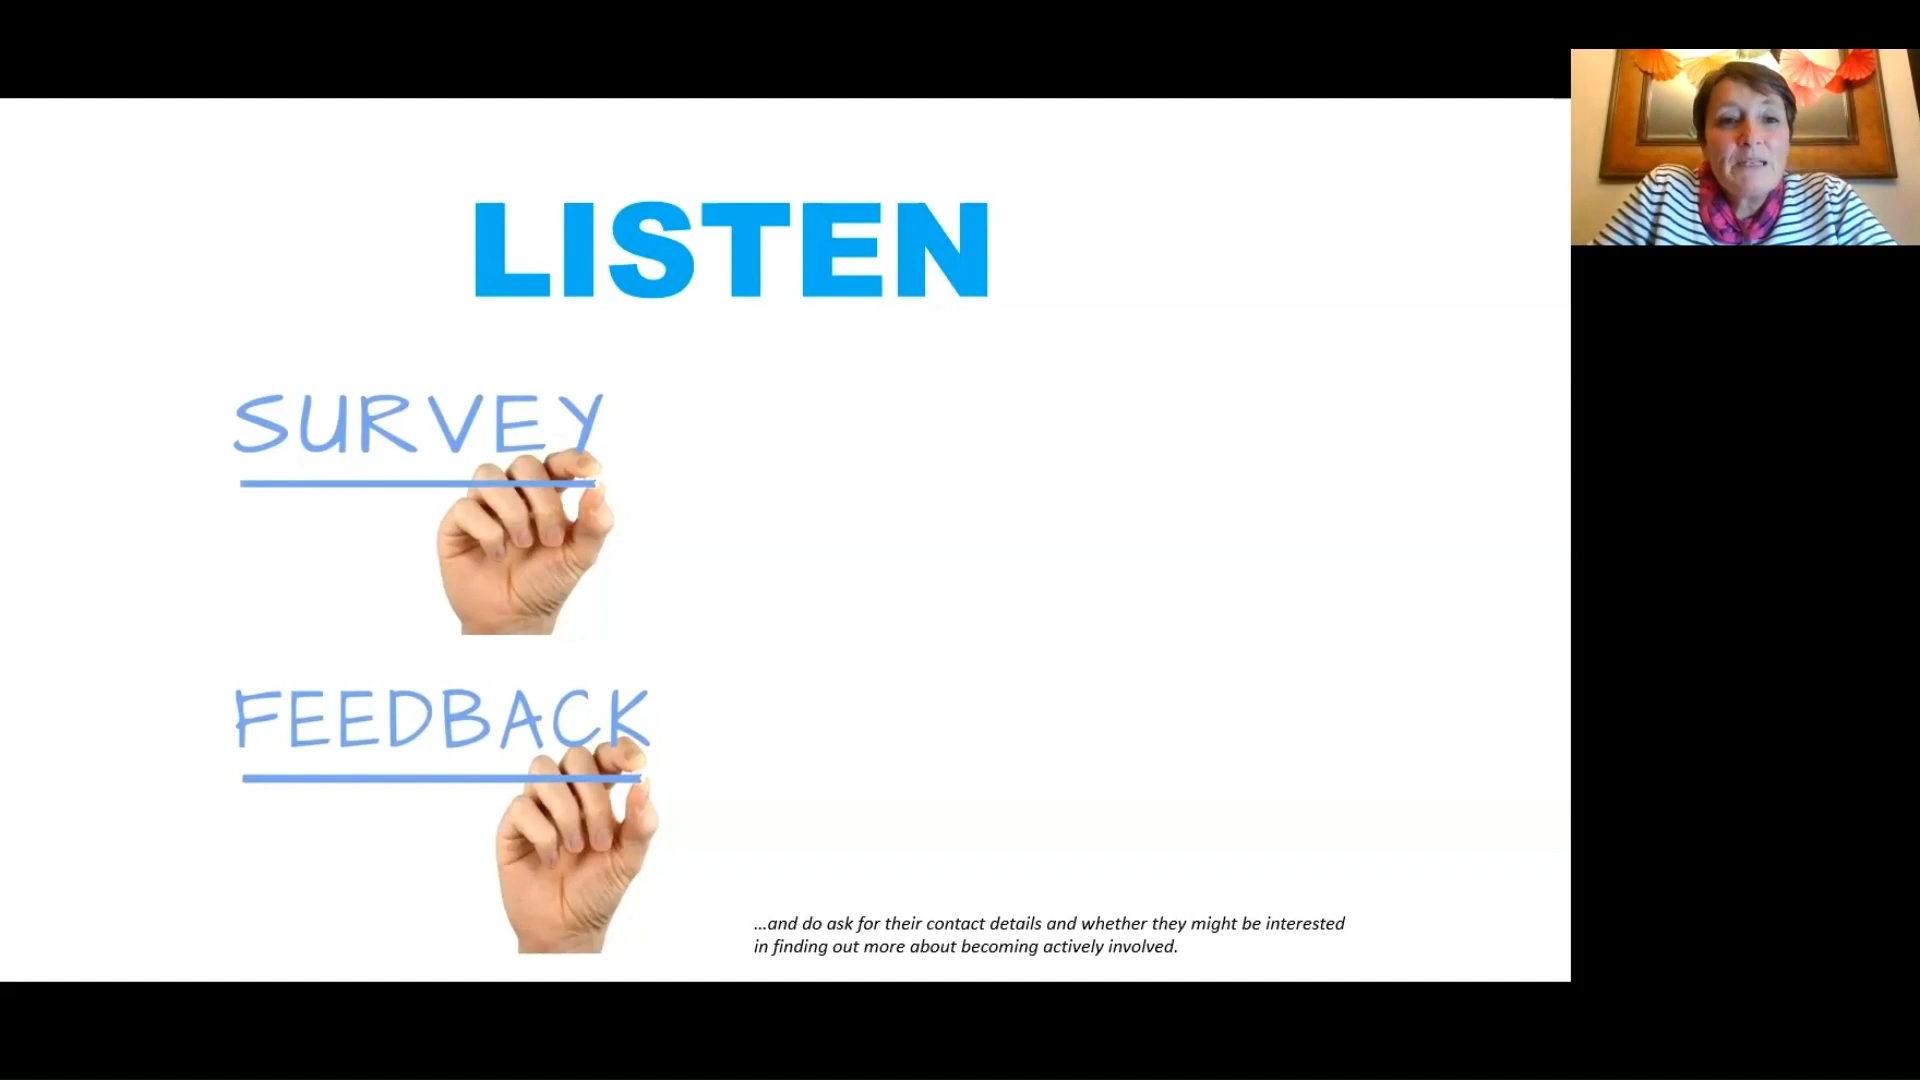 LISTEN
SURVEY
FEEDBACK
...and do ask for their contact details and whether they might be interested
in finding out more about becoming actively involved.